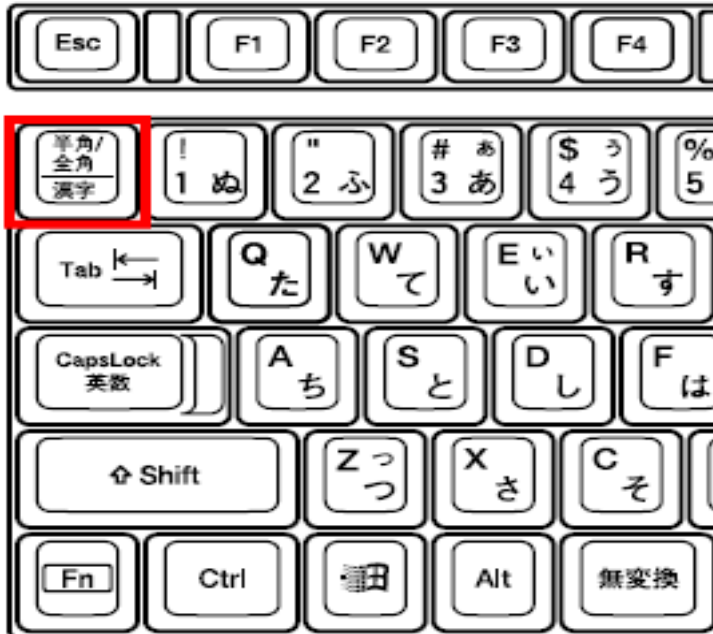 Esc F1 F2 F3 F4
半角/
全角
漢字
! " # ぁ $ ぅ %
1 ぬ 2 ふ 3 あ 4 う 5
Tab Q W E ぃ R
た て い す
CapsLock
英数
A S D F
ち と し は
Shift Z っ X C
つ さ そ
Fn Ctrl Alt 無変換